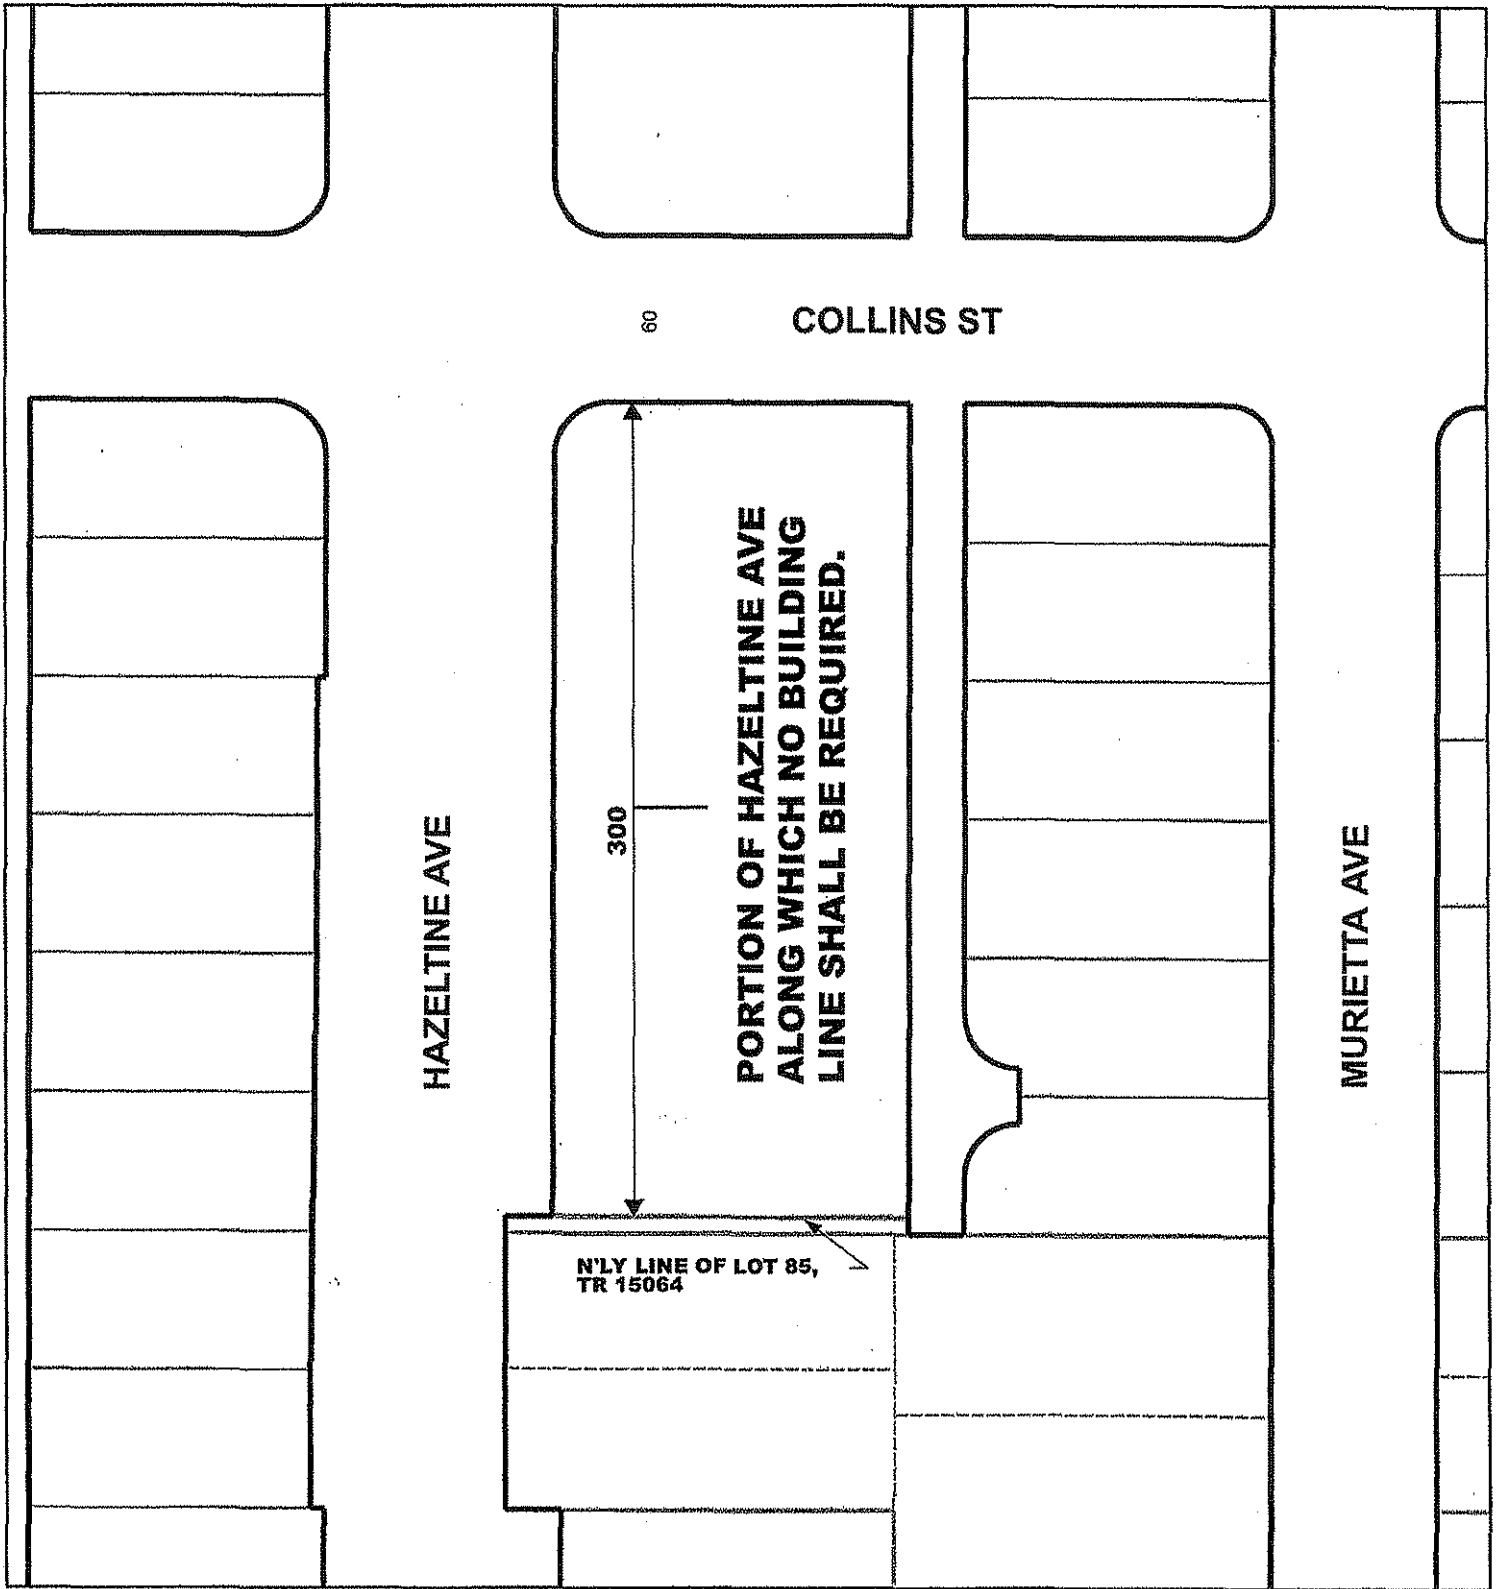 60
COLLINS ST
HAZELTINE AVE
300
PORTION OF HAZELTINE AVE
ALONG WHICH NO BUILDING
LINE SHALL BE REQUIRED.
MURIETTA AVE
N'LY LINE OF LOT 85,
TR 15064